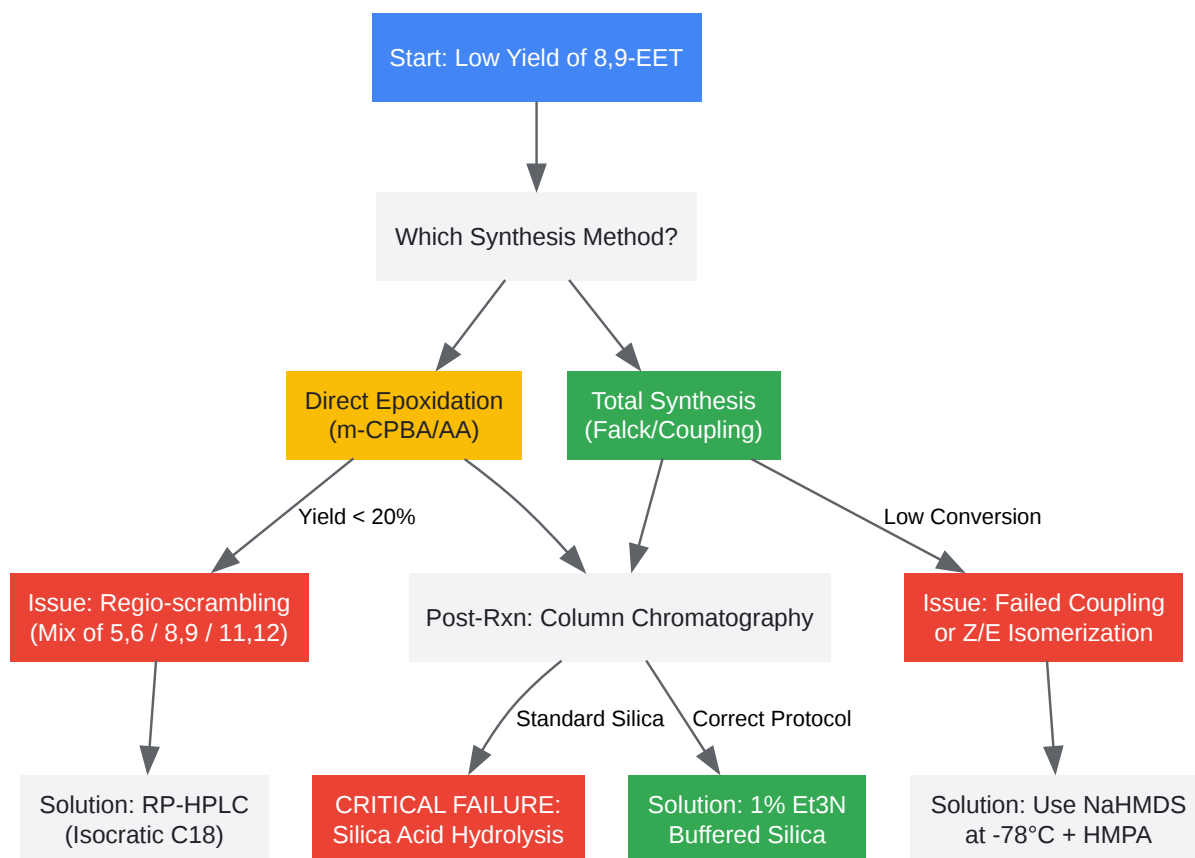 Start: Low Yield of 8,9-EET
Which Synthesis Method?
Direct Epoxidation
(m-CPBA/AA)
Total Synthesis
(Falck/Coupling)
Yield < 20%
Low Conversion
Issue: Regio-scrambling
(Mix of 5,6 / 8,9 / 11,12)
Post-Rxn: Column Chromatography
Issue: Failed Coupling
or Z/E Isomerization
Standard Silica
Correct Protocol
Solution: RP-HPLC
(Isocratic C18)
CRITICAL FAILURE:
Silica Acid Hydrolysis
Solution: 1% Et3N
Buffered Silica
Solution: Use NaHMDS
at -78°C + HMPA